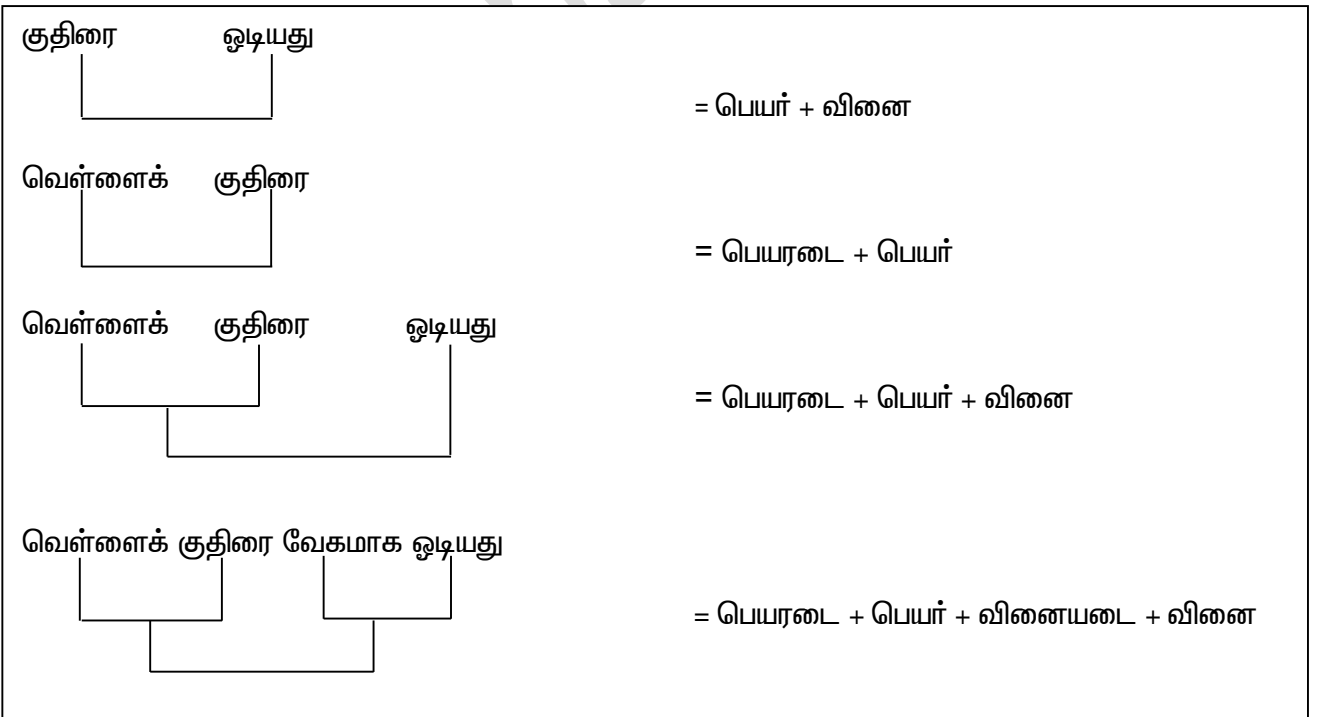 குதிரை ஓடியது
= பெயர் + வினை
வெள்ளைக் குதிரை
= பெயரடை + பெயர்
வெள்ளைக் குதிரை ஓடியது
= பெயரடை + பெயர் + வினை
வெள்ளைக் குதிரை வேகமாக ஓடியது
= பெயரடை + பெயர் + வினையடை + வினை